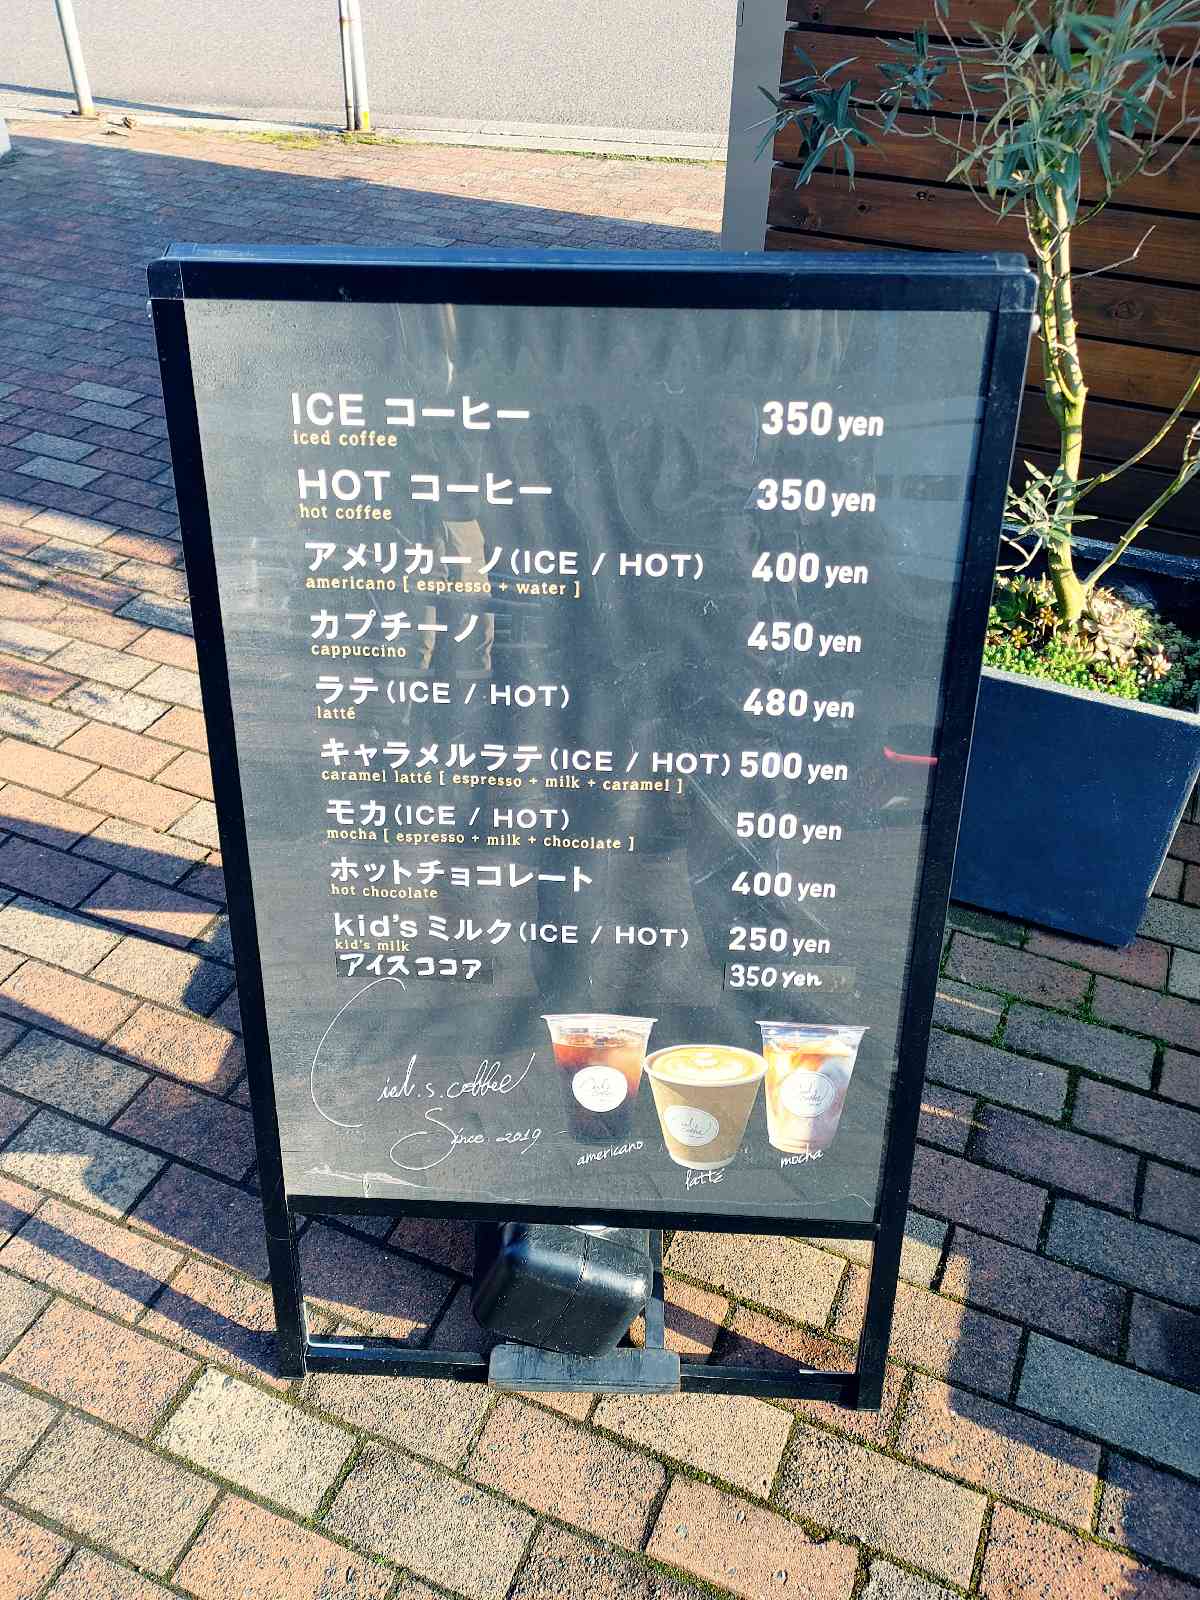 ICE コーヒー 350 yen
iced coffee
HOT コーヒー 350 yen
hot coffee
アメリカーノ(ICE / HOT) 400 yen
americano [ espresso + water ]
カプチーノ 450 yen
cappuccino
ラテ(ICE / HOT) 480 yen
latté
キャラメルラテ(ICE / HOT) 500 yen
caramel latté [ espresso + milk + caramel ]
モカ(ICE / HOT) 500 yen
mocha [ espresso + milk + chocolate ]
ホットチョコレート 400 yen
hot chocolate
kid's ミルク(ICE / HOT) 250 yen
kid's milk
アイスココア 350 yen
Ciel.s.coffee
Since. 2019
americano
latté
mocha